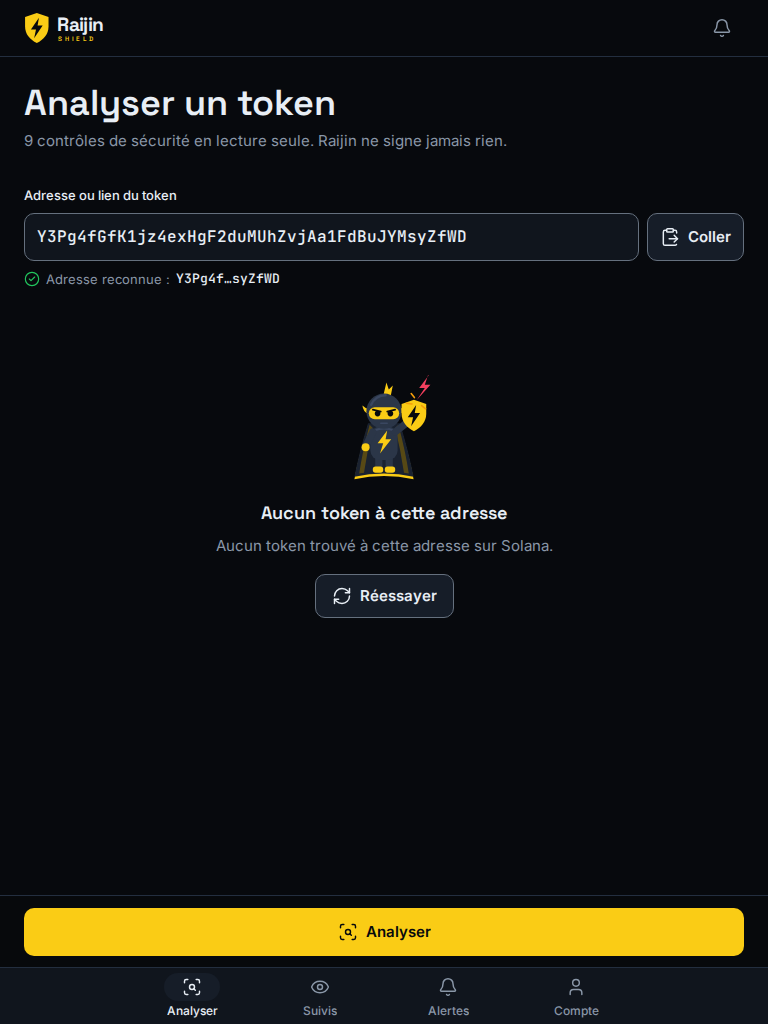 Raijin
SHIELD
Analyser un token
9 contrôles de sécurité en lecture seule. Raijin ne signe jamais rien.
Adresse ou lien du token
Y3Pg4fGfK1jz4exHgF2duMUhZvjAa1FdBuJYMsyZfWD
Coller
Adresse reconnue : Y3Pg4f…syZfWD
Aucun token à cette adresse
Aucun token trouvé à cette adresse sur Solana.
Réessayer
Analyser
Analyser
Suivis
Alertes
Compte